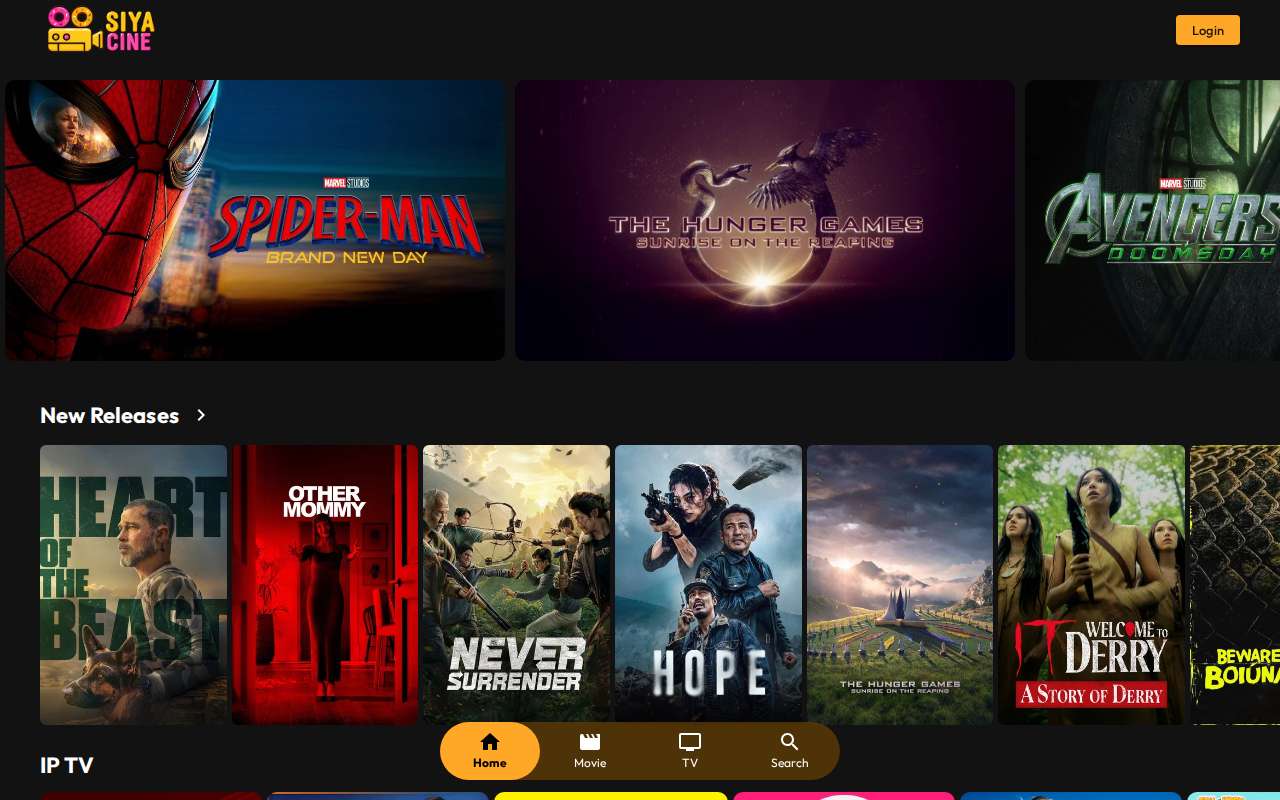 SIYA
CINE
Login
MARVEL STUDIOS
SPIDER-MAN
BRAND NEW DAY
THE HUNGER GAMES
SUNRISE ON THE REAPING
MARVEL STUDIOS
AVENGERS
DOOMSDAY
New Releases
HEART
OF
THE
BEAST
OTHER
MOMMY
NEVER
SURRENDER
HOPE
THE HUNGER GAMES
SUNRISE ON THE REAPING
IT WELCOME TO
DERRY
A STORY OF DERRY
BEWARE
BOIÚNA
IP TV
Home
Movie
TV
Search